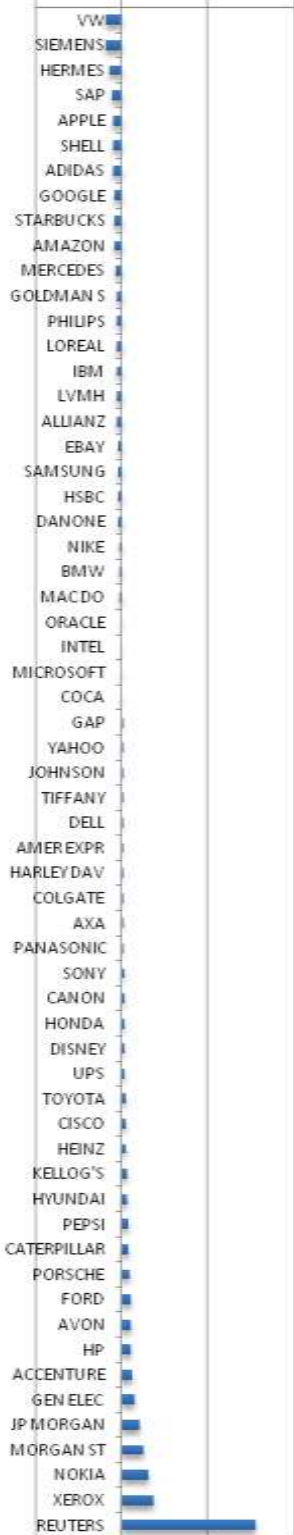 VW
SIEMENS
HERMES
SAP
APPLE
SHELL
ADIDAS
GOOGLE
STARBUCKS
AMAZON
MERCEDES
GOLDMAN S
PHILIPS
LOREAL
IBM
LVMH
ALLIANZ
EBAY
SAMSUNG
HSBC
DANONE
NIKE
BMW
MACDO
ORACLE
INTEL
MICROSOFT
COCA
GAP
YAHOO
JOHNSON
TIFFANY
DELL
AMER EXPR
HARLEY DAV
COLGATE
AXA
PANASONIC
SONY
CANON
HONDA
DISNEY
UPS
TOYOTA
CISCO
HEINZ
KELLOG'S
HYUNDAI
PEPSI
CATERPILLAR
PORSCHE
FORD
AVON
HP
ACCENTURE
GEN ELEC
JP MORGAN
MORGAN ST
NOKIA
XEROX
REUTERS